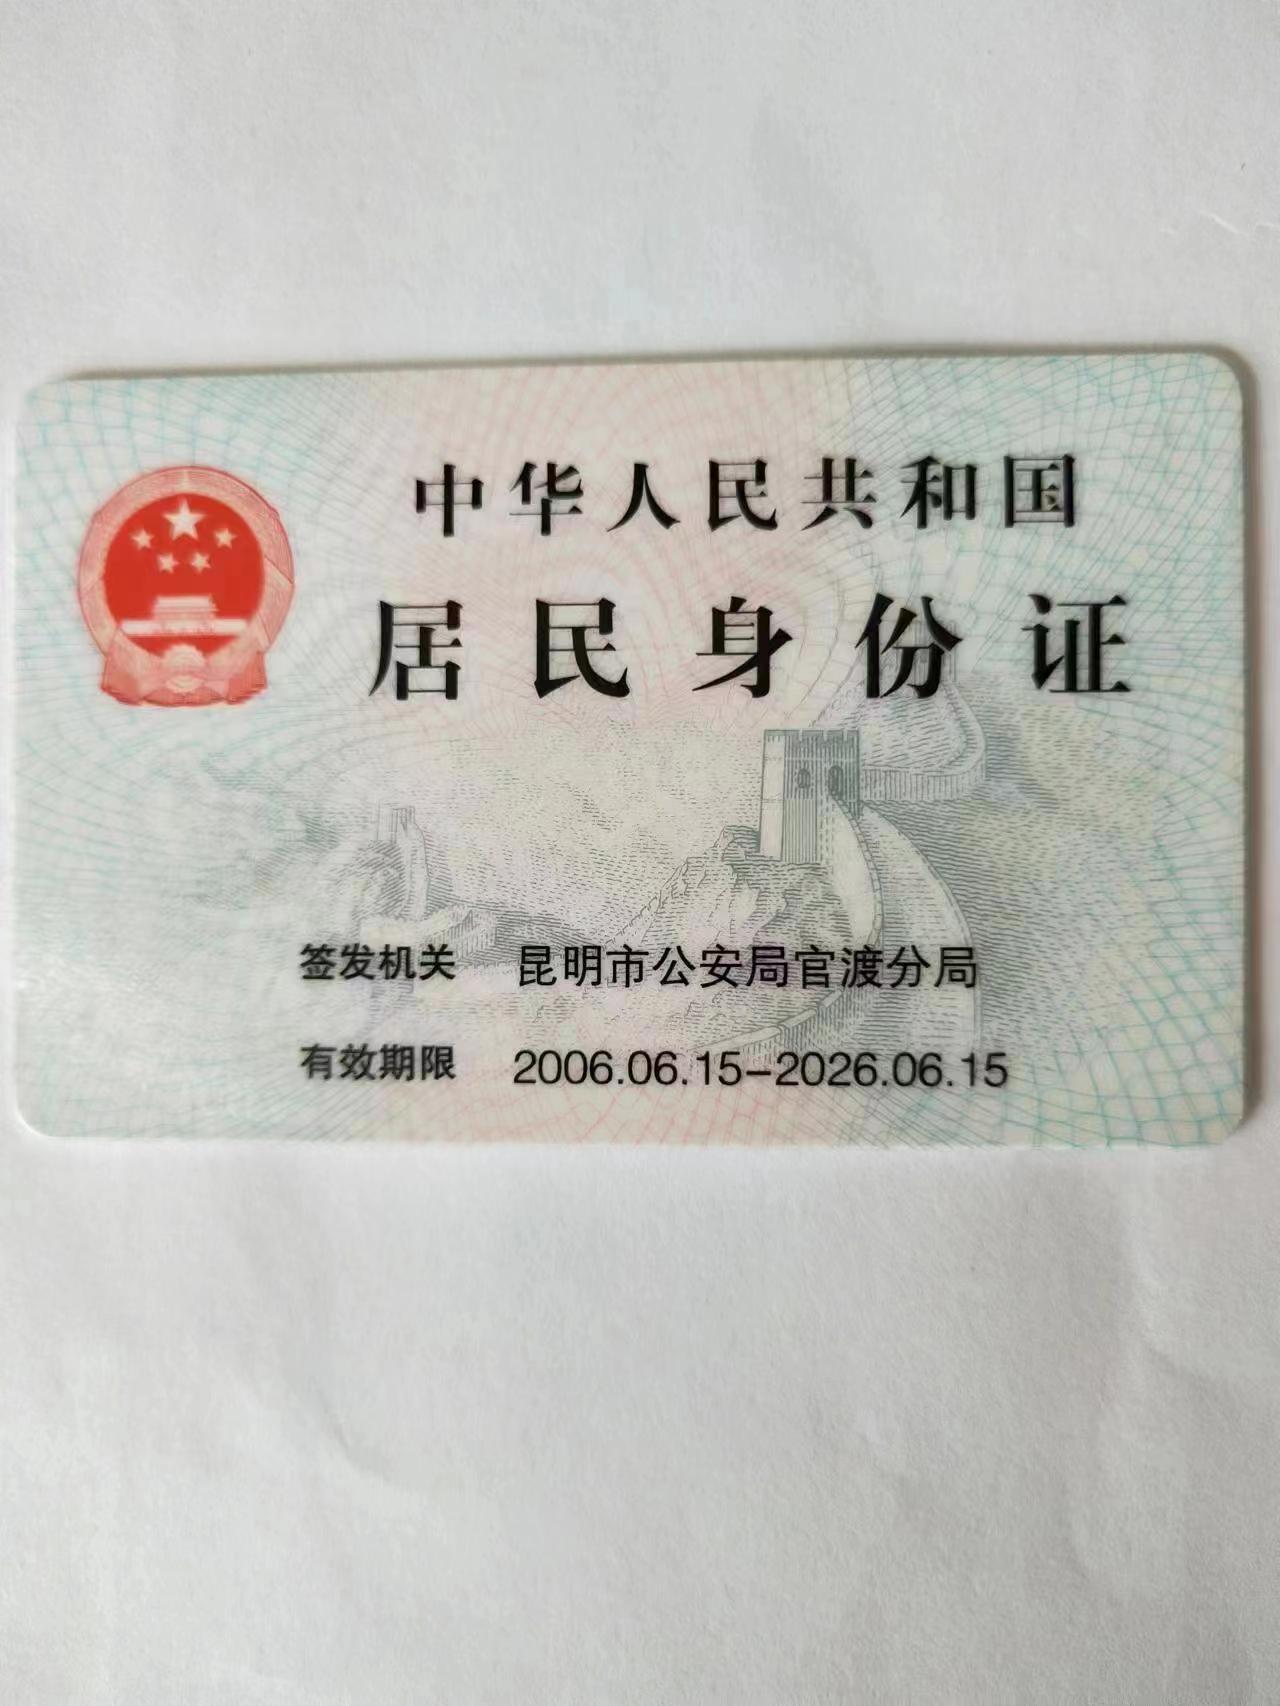 中华人民共和国
居民身份证
签发机关 昆明市公安局官渡分局
有效期限 2006.06.15-2026.06.15